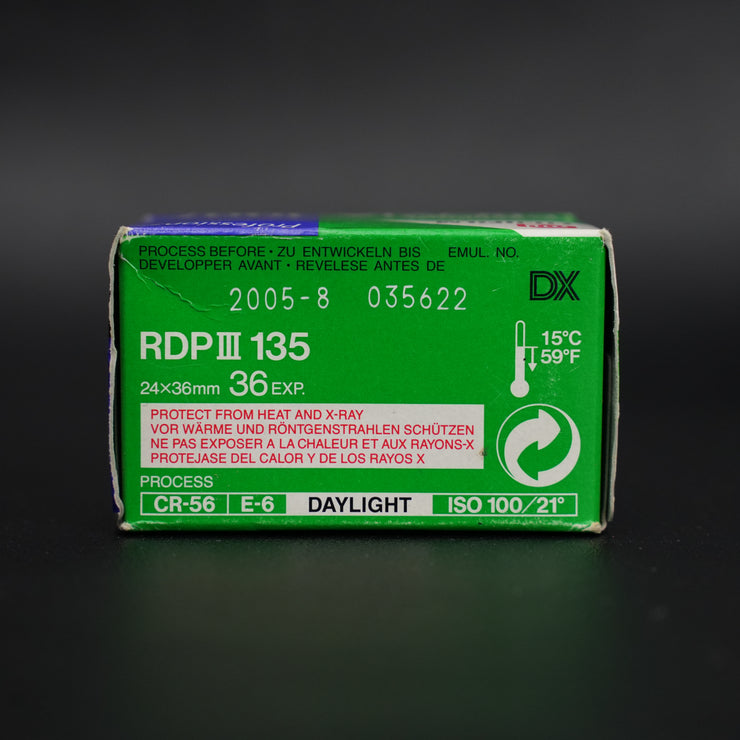 Professional
PROCESS BEFORE · ZU ENTWICKELN BIS EMUL. NO.
DEVELOPPER AVANT · REVELESE ANTES DE
2005-8 035622
DX
RDPIII 135
15°C
59°F
24×36mm 36 EXP.
PROTECT FROM HEAT AND X-RAY
VOR WÄRME UND RÖNTGENSTRAHLEN SCHÜTZEN
NE PAS EXPOSER A LA CHALEUR ET AUX RAYONS-X
PROTEJASE DEL CALOR Y DE LOS RAYOS X
PROCESS
CR-56 E-6 DAYLIGHT ISO 100/21°